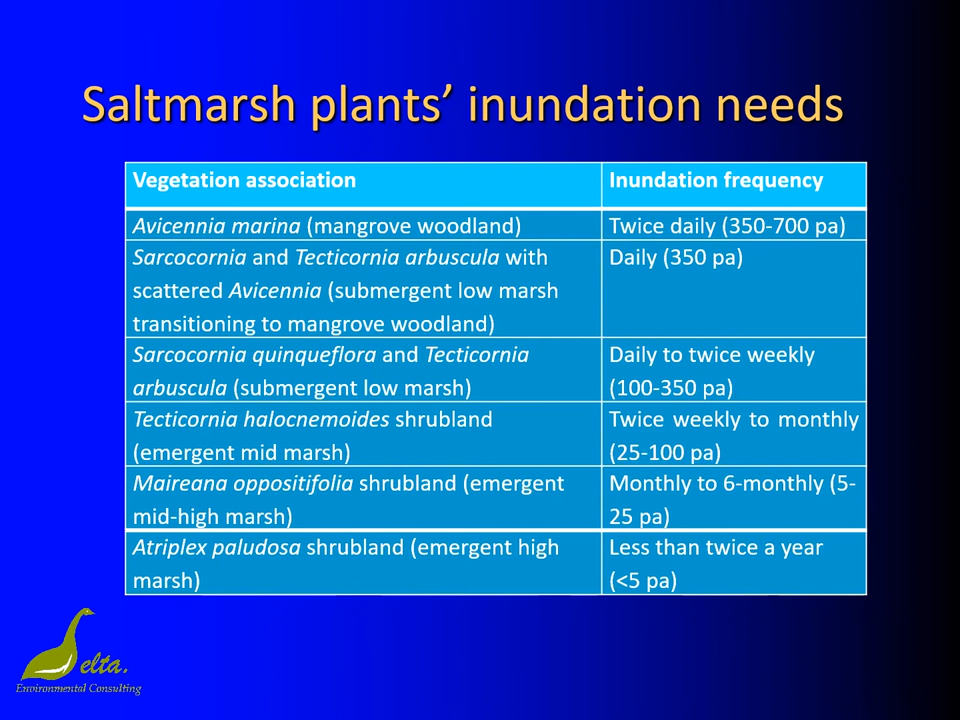 Saltmarsh plants’ inundation needs
Vegetation association
Inundation frequency
Avicennia marina (mangrove woodland)
Twice daily (350-700 pa)
Sarcocornia and Tecticornia arbuscula with
scattered Avicennia (submergent low marsh
transitioning to mangrove woodland)
Daily (350 pa)
Sarcocornia quinqueflora and Tecticornia
arbuscula (submergent low marsh)
Daily to twice weekly
(100-350 pa)
Tecticornia halocnemoides shrubland
(emergent mid marsh)
Twice weekly to monthly
(25-100 pa)
Maireana oppositifolia shrubland (emergent
mid-high marsh)
Monthly to 6-monthly (5-
25 pa)
Atriplex paludosa shrubland (emergent high
marsh)
Less than twice a year
(<5 pa)
elta.
Environmental Consulting